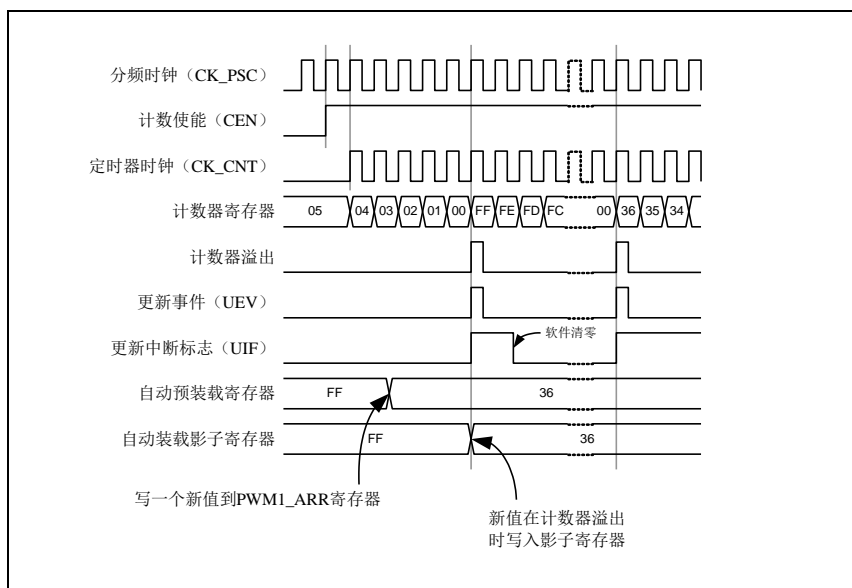 分频时钟（CK_PSC）
计数使能（CEN）
定时器时钟（CK_CNT）
计数器寄存器 05 04 03 02 01 00 FF FE FD FC 00 36 35 34
计数器溢出
更新事件（UEV）
更新中断标志（UIF） 软件清零
自动预装载寄存器 FF 36
自动装载影子寄存器 FF 36
写一个新值到PWM1_ARR寄存器
新值在计数器溢出
时写入影子寄存器